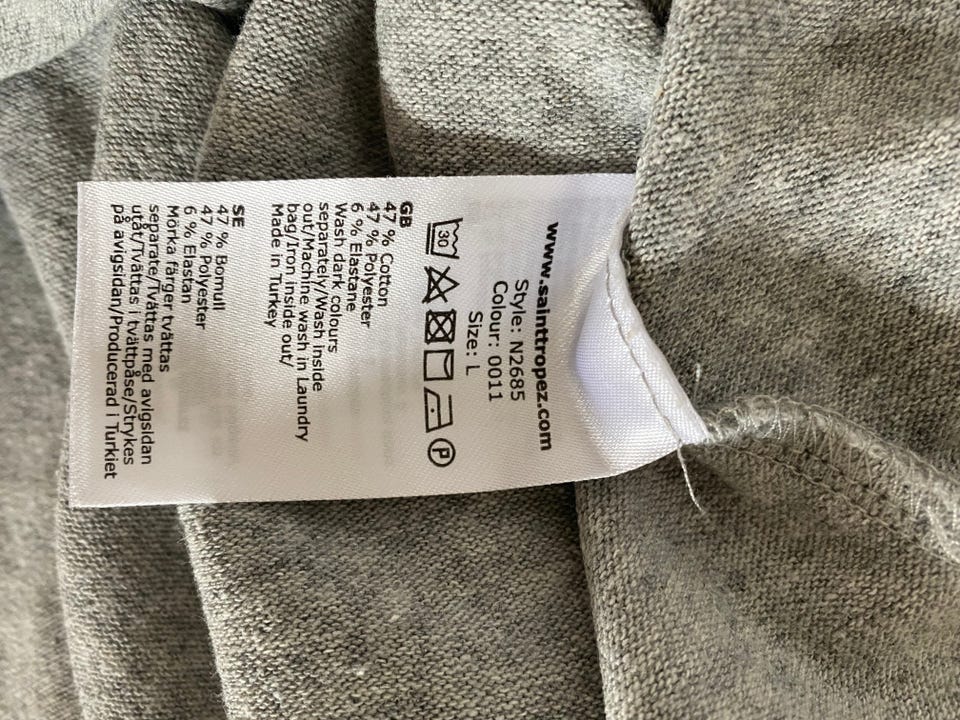 www.sainttropez.com
Style: N2685
Colour: 0011
Size: L
30
P
GB
47 % Cotton
47 % Polyester
6 % Elastane
Wash dark colours
separately/Wash inside
out/Machine wash in Laundry
bag/Iron inside out/
Made in Turkey
SE
47 % Bomull
47 % Polyester
6 % Elastan
Mörka färger tvättas
separate/Tvättas med avigsidan
utåt/Tvättas i tvättpåse/Strykes
på avigsidan/Producerad i Turkiet